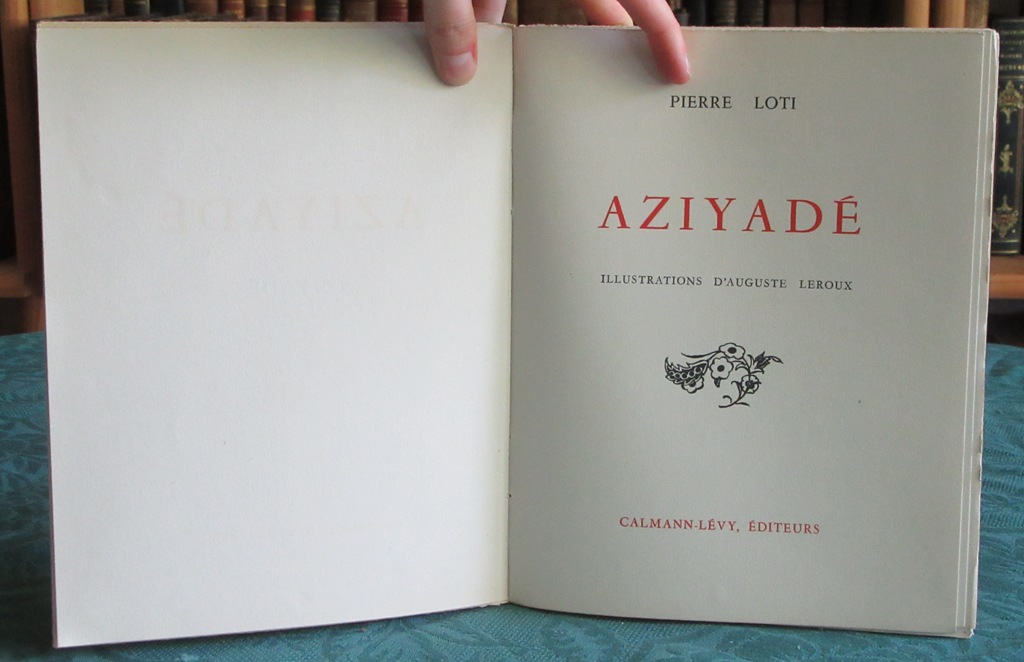 PIERRE LOTI
AZIYADÉ
ILLUSTRATIONS D'AUGUSTE LEROUX
CALMANN-LÉVY, ÉDITEURS